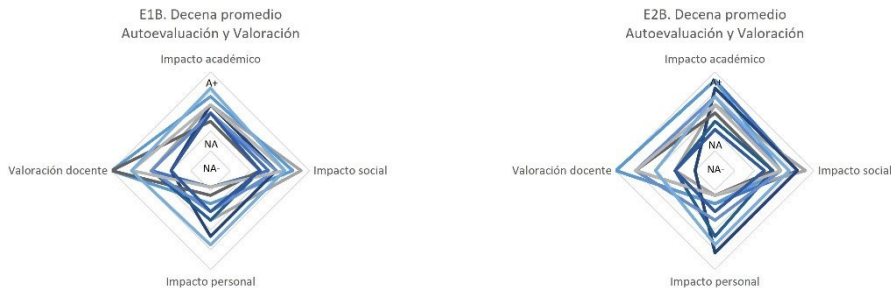 E1B. Decena promedio
Autoevaluación y Valoración
Impacto académico
A+
NA
NA-
Valoración docente
Impacto social
Impacto personal
E2B. Decena promedio
Autoevaluación y Valoración
Impacto académico
A+
NA
NA-
Valoración docente
Impacto social
Impacto personal